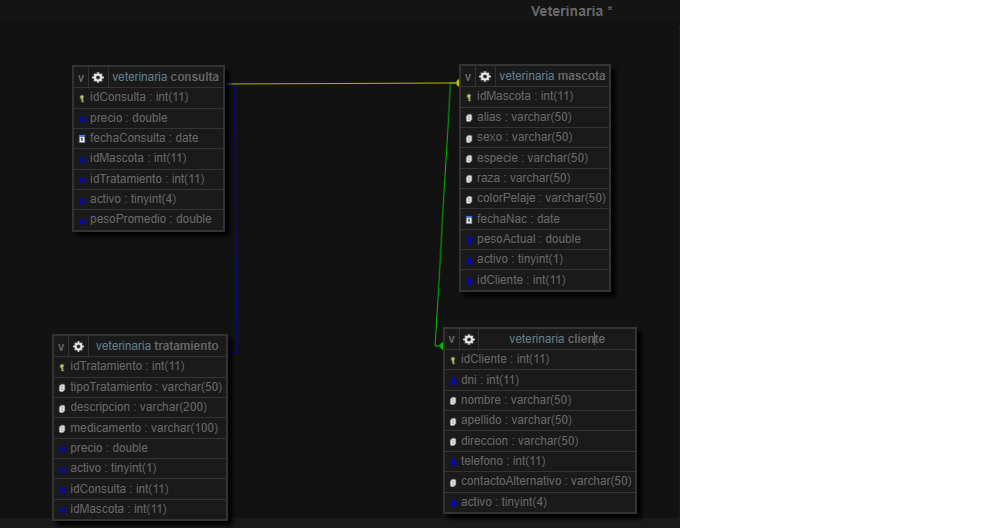 Veterinaria *
v veterinaria consulta
idConsulta : int(11)
precio : double
fechaConsulta : date
idMascota : int(11)
idTratamiento : int(11)
activo : tinyint(4)
pesoPromedio : double
v veterinaria mascota
idMascota : int(11)
alias : varchar(50)
sexo : varchar(50)
especie : varchar(50)
raza : varchar(50)
colorPelaje : varchar(50)
fechaNac : date
pesoActual : double
activo : tinyint(1)
idCliente : int(11)
v veterinaria tratamiento
idTratamiento : int(11)
tipoTratamiento : varchar(50)
descripcion : varchar(200)
medicamento : varchar(100)
precio : double
activo : tinyint(1)
idConsulta : int(11)
idMascota : int(11)
v veterinaria cliente
idCliente : int(11)
dni : int(11)
nombre : varchar(50)
apellido : varchar(50)
direccion : varchar(50)
telefono : int(11)
contactoAlternativo : varchar(50)
activo : tinyint(4)